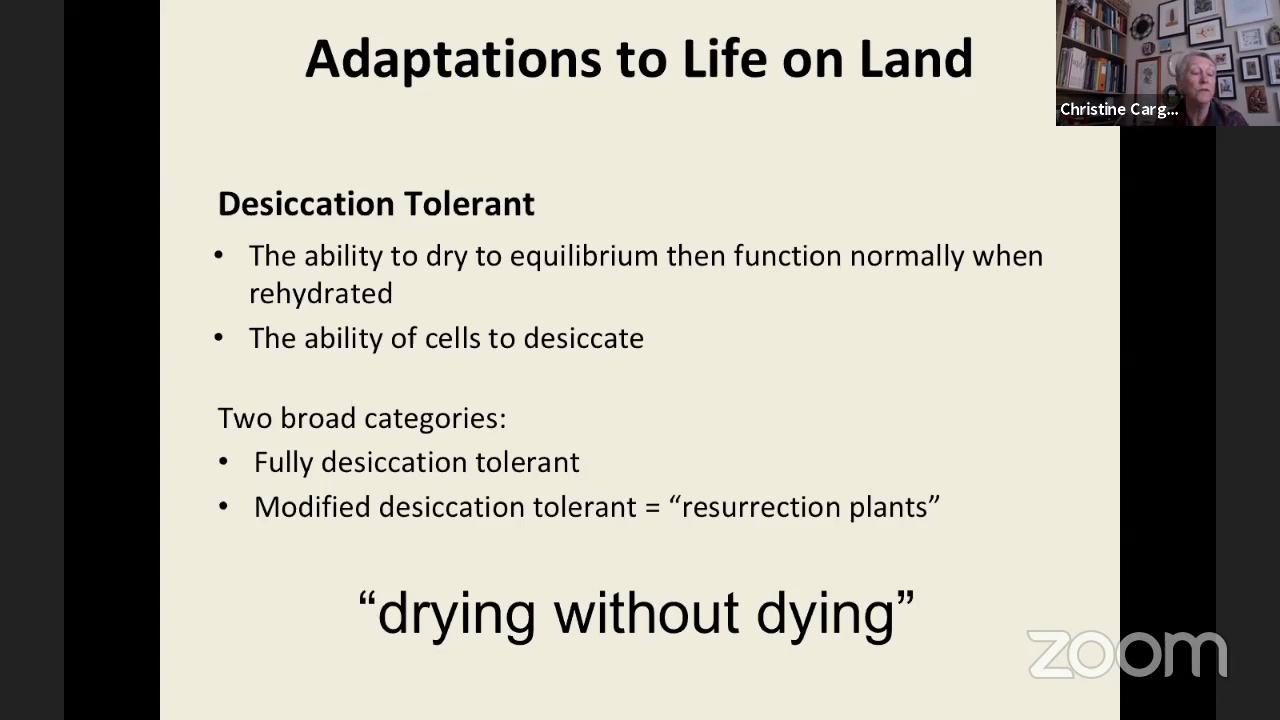 Adaptations to Life on Land
Christine Carg...
Desiccation Tolerant
• The ability to dry to equilibrium then function normally when
rehydrated
• The ability of cells to desiccate
Two broad categories:
• Fully desiccation tolerant
• Modified desiccation tolerant = “resurrection plants”
“drying without dying”
zoom